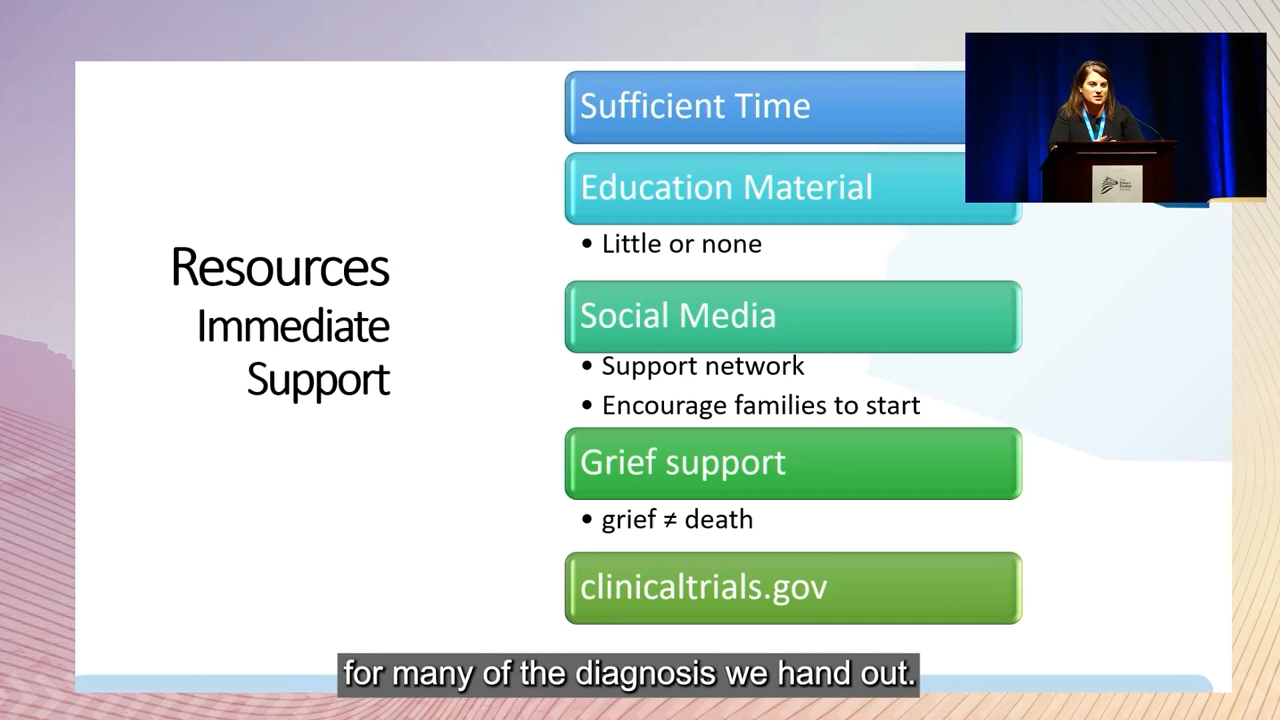 Sufficient Time
Education Material
• Little or none
Resources
Immediate
Support
Social Media
• Support network
• Encourage families to start
Grief support
• grief ≠ death
clinicaltrials.gov
for many of the diagnosis we hand out.